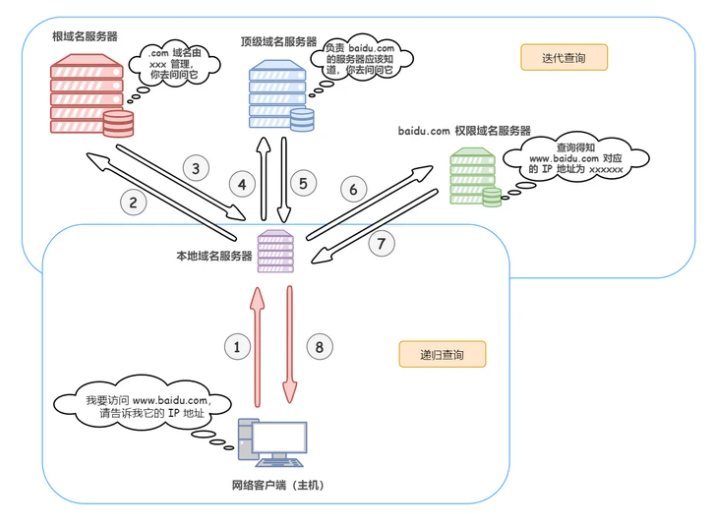 根域名服务器
.com 域名由
xxx 管理,
你去问问它
顶级域名服务器
负责 baidu.com
的服务器应该知
道，你去问问它
迭代查询
baidu.com 权限域名服务器
查询得知
www.baidu.com 对应
的 IP 地址为 xxxxxx
3
4
5
6
2
7
本地域名服务器
1
8
递归查询
我要访问 www.baidu.com,
请告诉我它的 IP 地址
网络客户端（主机）